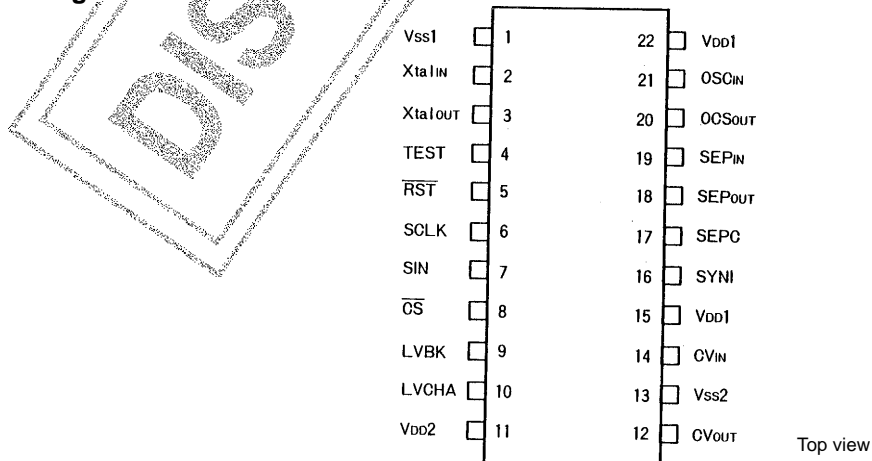 DIS
Vss1 1 22 VDD1
XtalIN 2 21 OSCIN
XtalOUT 3 20 OCSOUT
TEST 4 19 SEPIN
RST 5 18 SEPOUT
SCLK 6 17 SEPC
SIN 7 16 SYNI
CS 8 15 VDD1
LVBK 9 14 CVIN
LVCHA 10 13 Vss2
VDD2 11 12 CVOUT
Top view